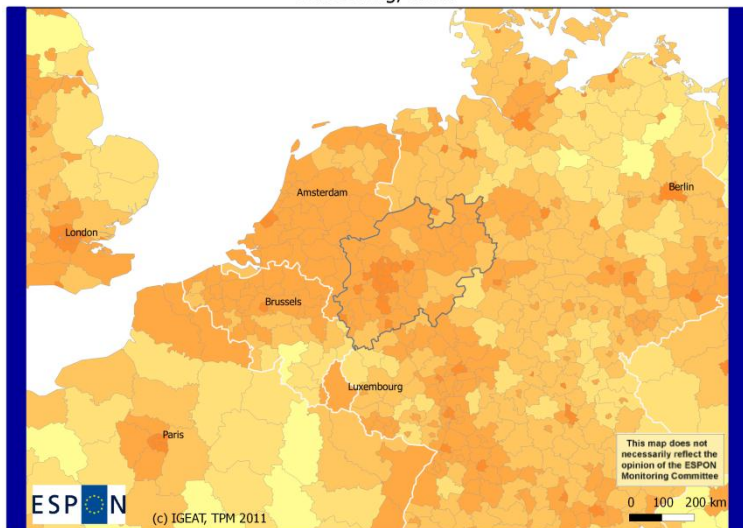 Amsterdam
Berlin
London
Brussels
Luxembourg
Paris
This map does not
necessarily reflect the
opinion of the ESPON
Monitoring Committee
ESPON
(c) IGEAT, TPM 2011
0 100 200 km